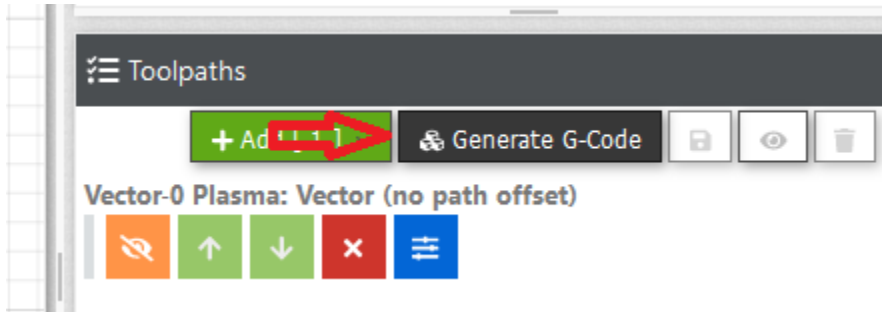 Toolpaths
Generate G-Code
Vector-0 Plasma: Vector (no path offset)